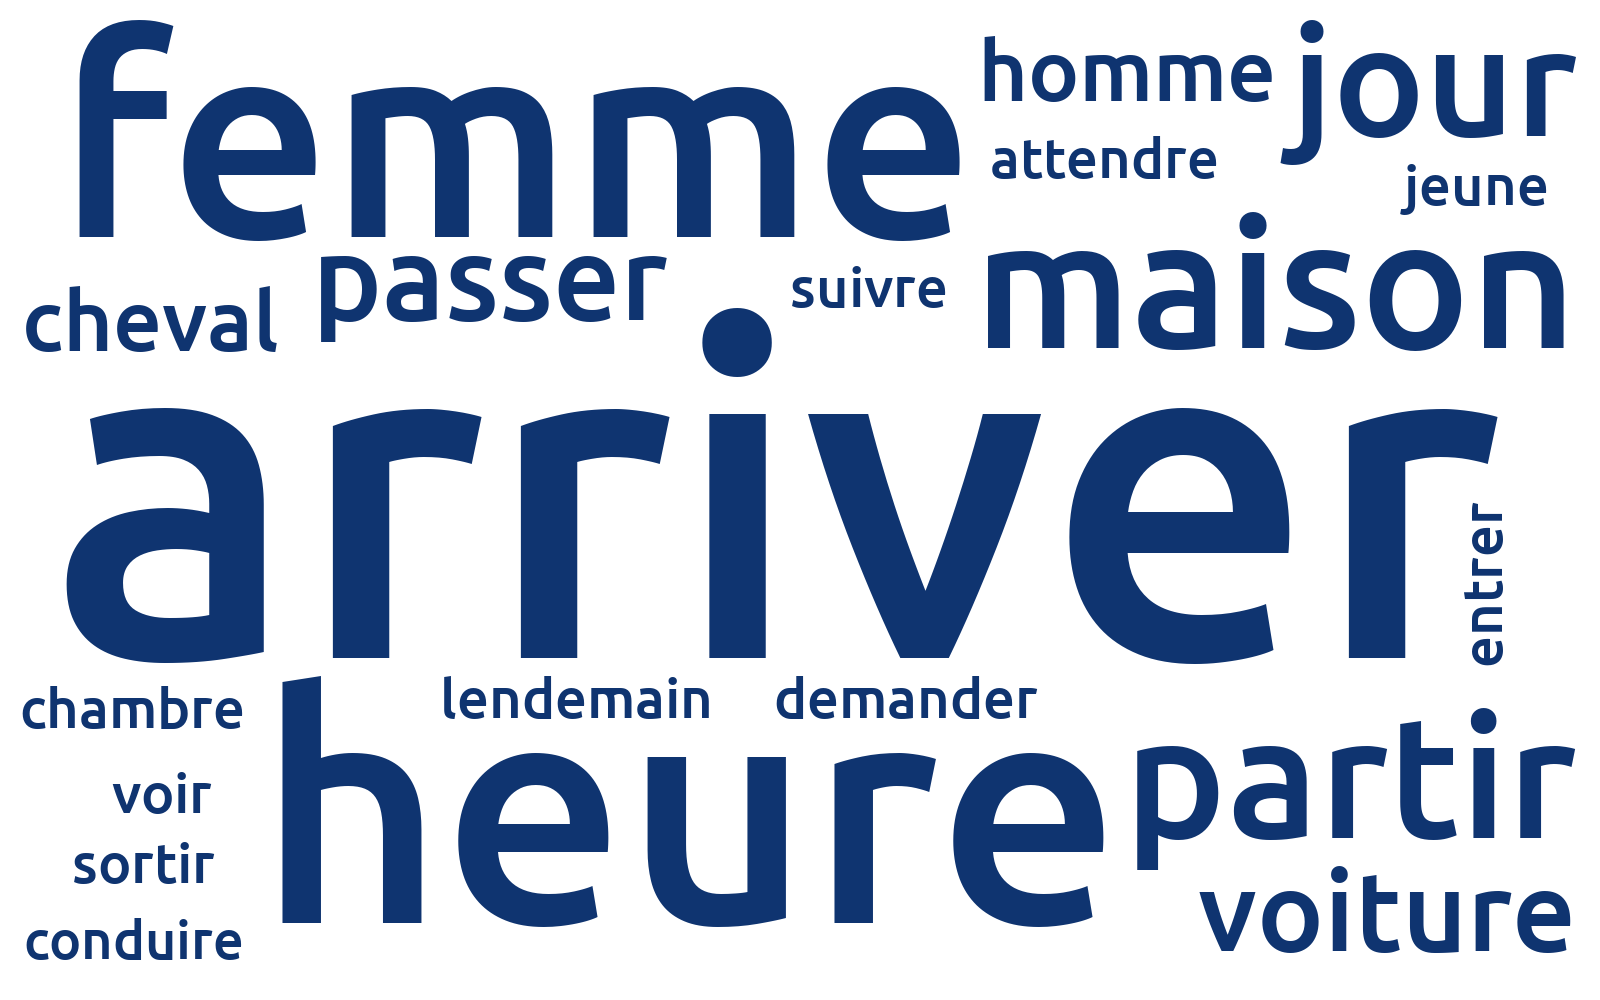 femme
homme
jour
attendre
jeune
cheval
passer
suivre
maison
arriver
entrer
chambre
lendemain
demander
heure
partir
voir
sortir
voiture
conduire